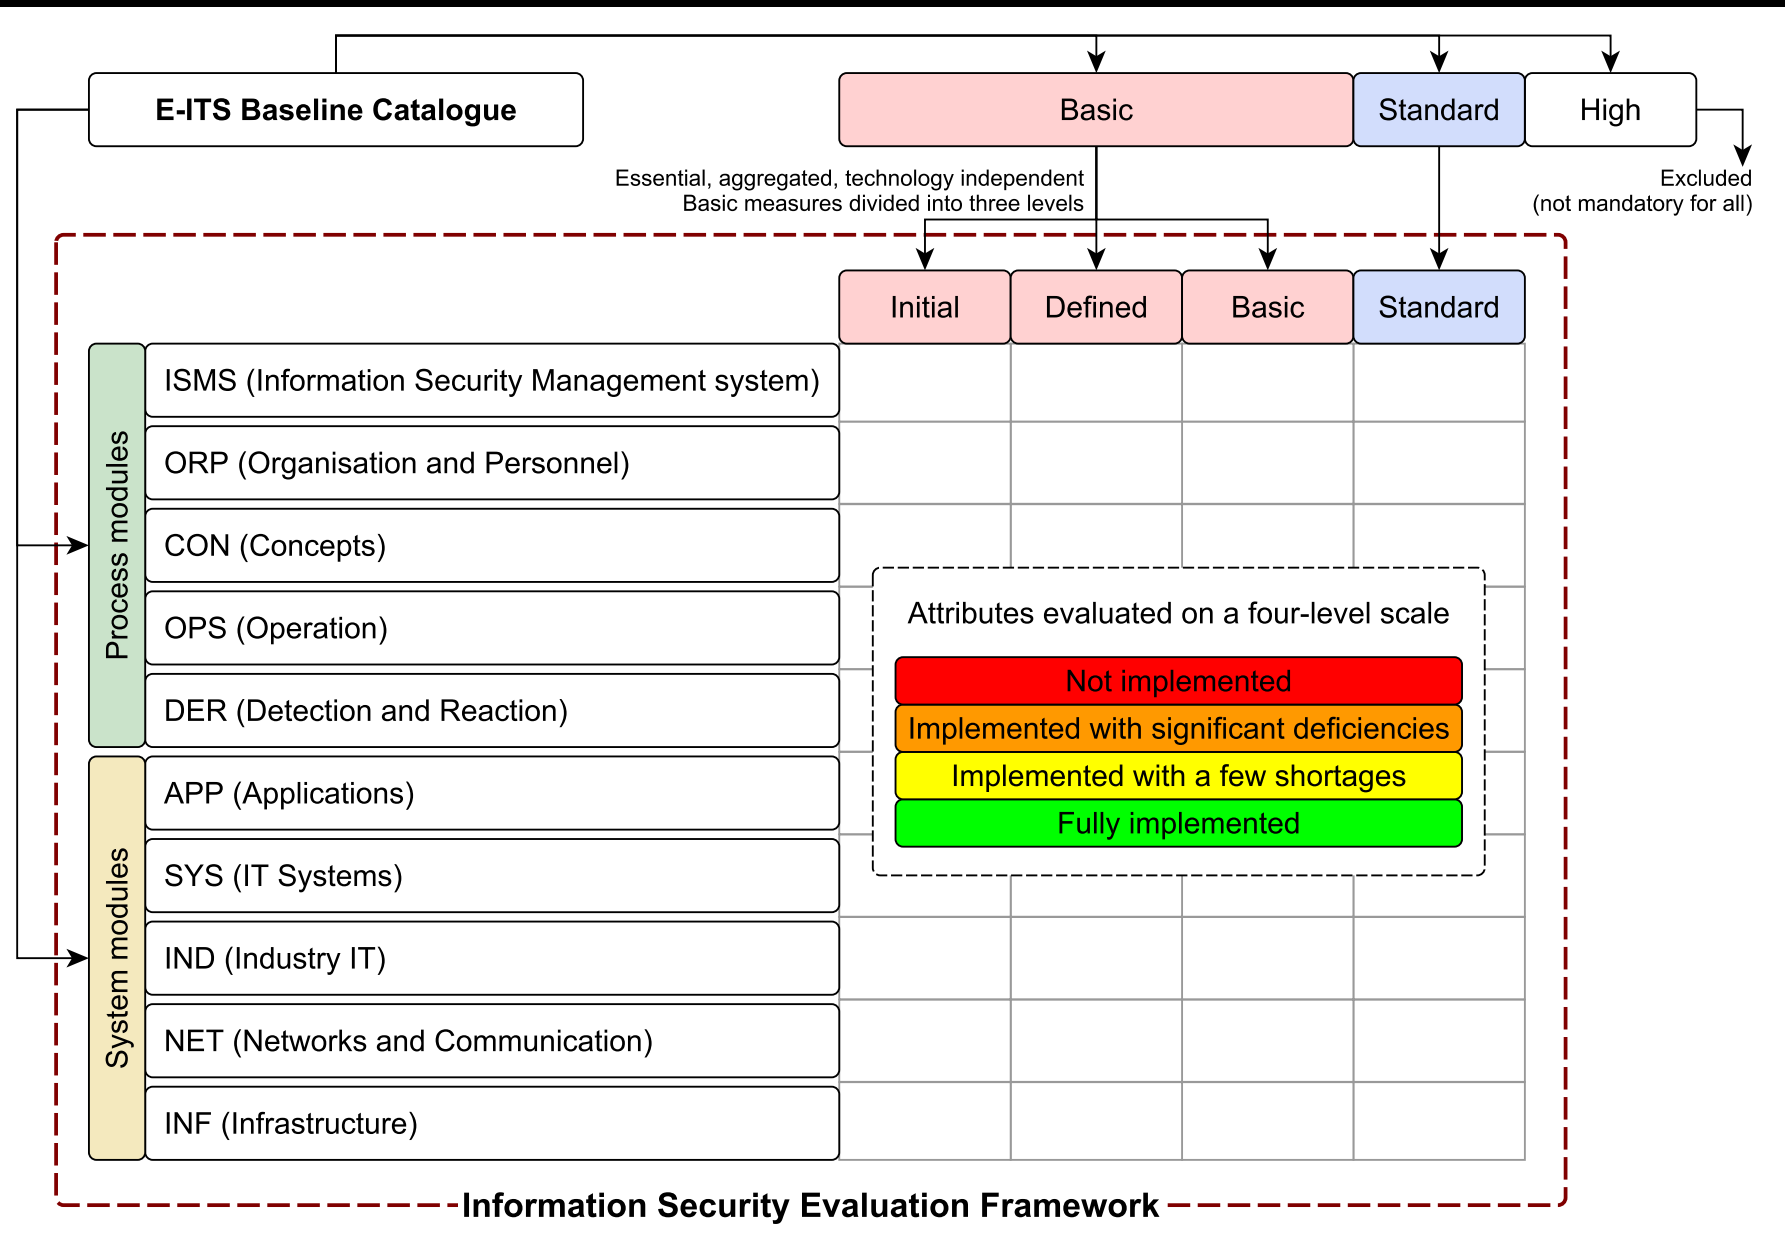 E-ITS Baseline Catalogue
Basic
Standard
High
Essential, aggregated, technology independent
Basic measures divided into three levels
Excluded
(not mandatory for all)
Initial
Defined
Basic
Standard
Process modules
ISMS (Information Security Management system)
ORP (Organisation and Personnel)
CON (Concepts)
OPS (Operation)
DER (Detection and Reaction)
System modules
APP (Applications)
SYS (IT Systems)
IND (Industry IT)
NET (Networks and Communication)
INF (Infrastructure)
Attributes evaluated on a four-level scale
Not implemented
Implemented with significant deficiencies
Implemented with a few shortages
Fully implemented
Information Security Evaluation Framework